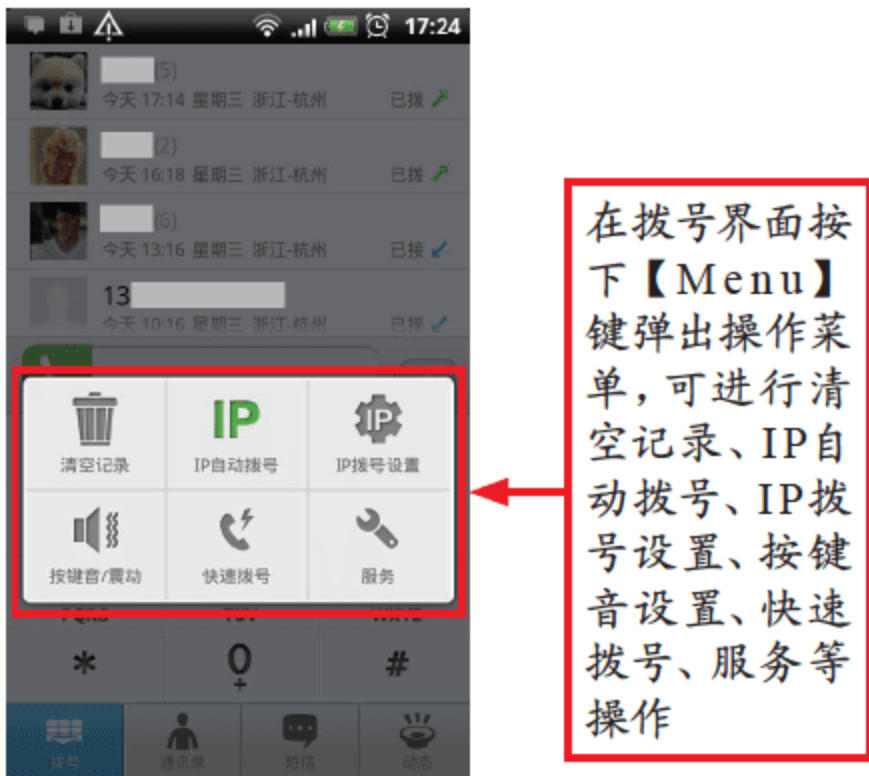 17:24
(5)
今天 17:14 星期三 浙江-杭州 已拨
(2)
今天 16:18 星期三 浙江-杭州 已拨
(6)
今天 13:16 星期三 浙江-杭州 已接
13
今天 10:16 星期三 浙江-杭州 已接
IP
IP
清空记录 IP自动拨号 IP拨号设置
按键音/震动 快速拨号 服务
PQRS TUV WXYZ
* 0 #
+
拨号 通讯录 短信 动态
在拨号界面按
下【Menu】
键弹出操作菜
单,可进行清
空记录、IP自
动拨号、IP拨
号设置、按键
音设置、快速
拨号、服务等
操作